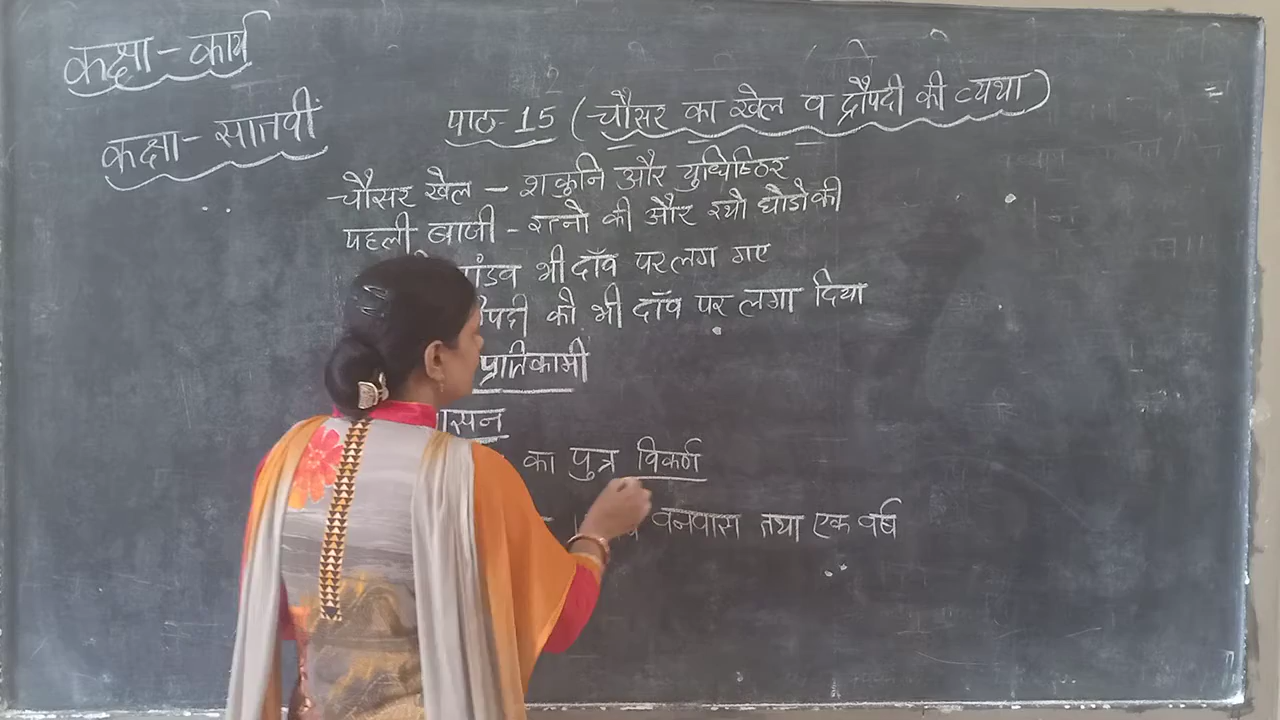 कक्षा - कार्य
कक्षा - सातवीं
पाठ-15 (चौसर का खेल व द्रौपदी की व्यथा)
चौसर खेल - शकुनि और युधिष्ठिर
पहली बाजी - रत्नो की और रथो घोडो की
पांडव भी दाँव पर लग गए
पदी को भी दाँव पर लगा दिया
प्रातिकामी
सन
का पुत्र विकर्ण
वनवास तथा एक वर्ष